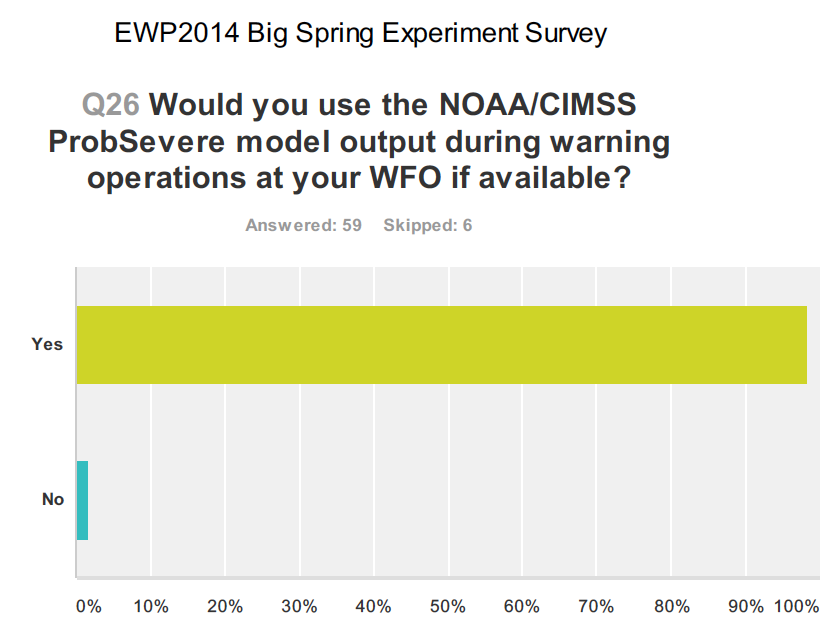 EWP2014 Big Spring Experiment Survey
Q26 Would you use the NOAA/CIMSS
ProbSevere model output during warning
operations at your WFO if available?
Answered: 59 Skipped: 6
Yes
No
0% 10% 20% 30% 40% 50% 60% 70% 80% 90% 100%